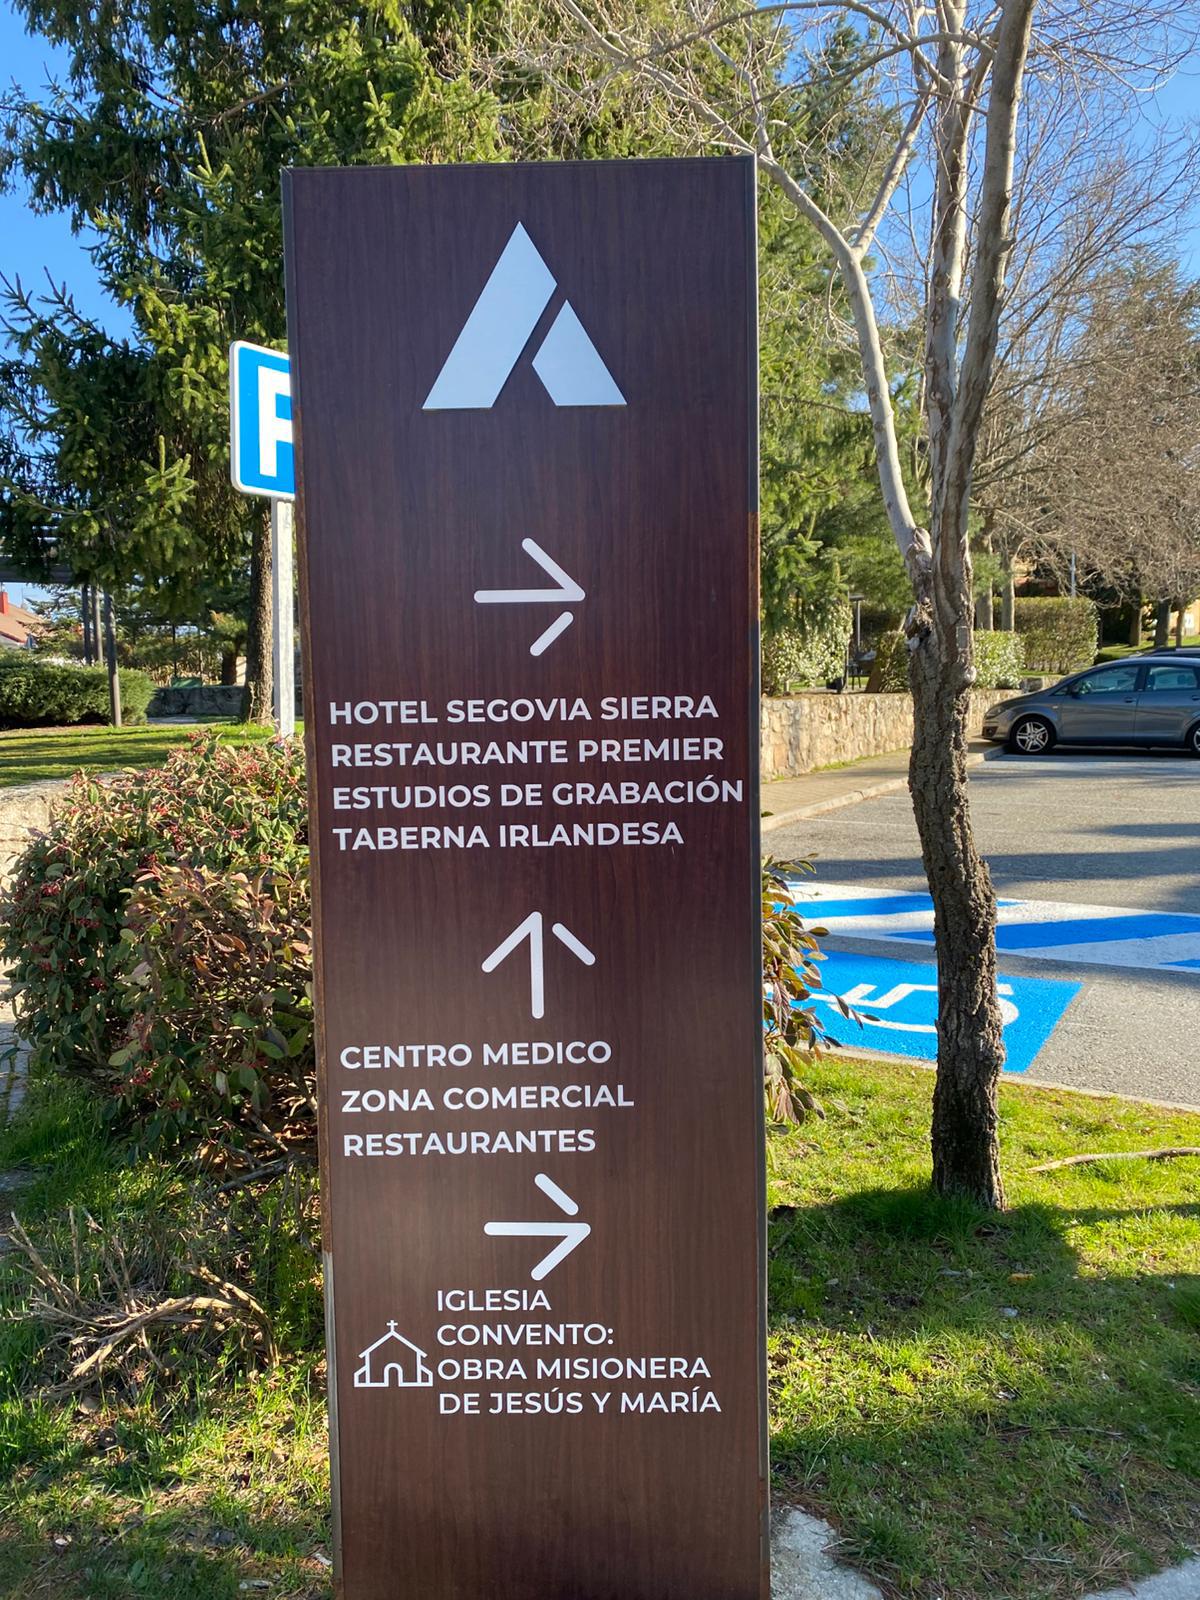 P
HOTEL SEGOVIA SIERRA
RESTAURANTE PREMIER
ESTUDIOS DE GRABACIÓN
TABERNA IRLANDESA
CENTRO MEDICO
ZONA COMERCIAL
RESTAURANTES
IGLESIA
CONVENTO:
OBRA MISIONERA
DE JESÚS Y MARÍA